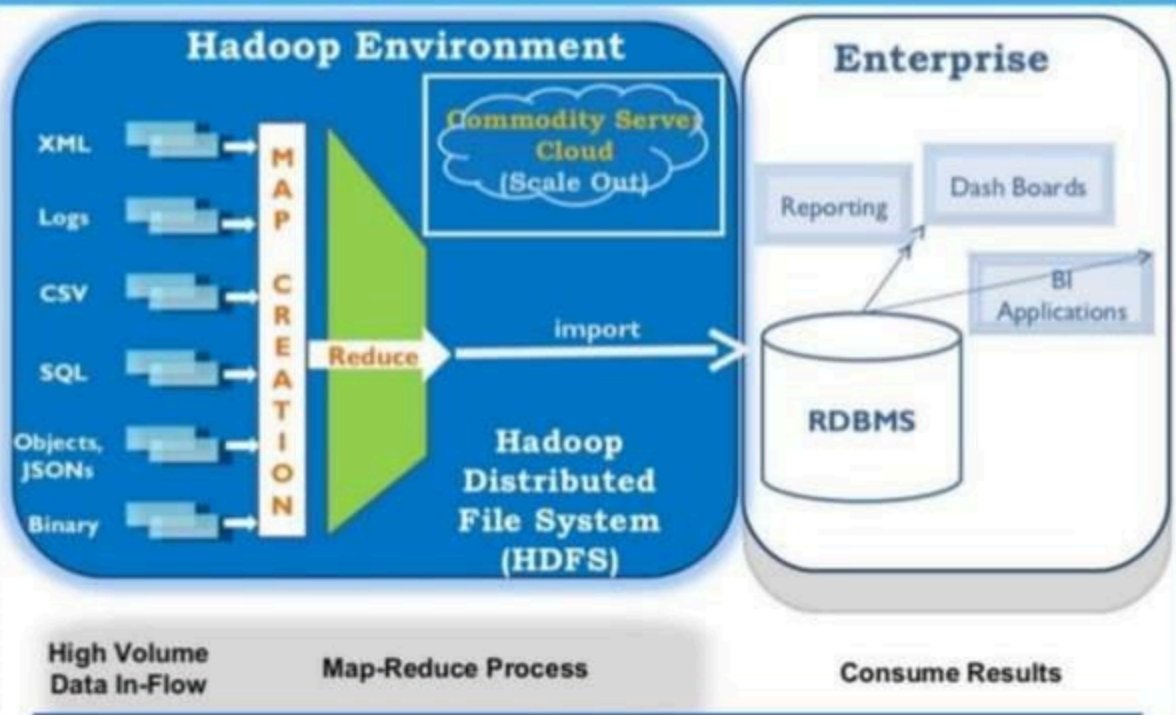 Hadoop Environment
Commodity Server
Cloud
(Scale Out)
XML
Logs
CSV
SQL
Objects,
JSONs
Binary
MAP CREATION
Reduce
import
Hadoop
Distributed
File System
(HDFS)
Enterprise
Reporting
Dash Boards
BI
Applications
RDBMS
High Volume
Data In-Flow
Map-Reduce Process
Consume Results